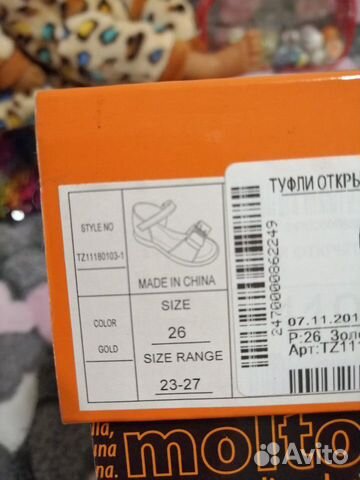 STYLE NO
TZ11180103-1
MADE IN CHINA
COLOR
GOLD
SIZE
26
SIZE RANGE
23-27
2470000862249
ТУФЛИ ОТКРЫ
07.11.201
Р:26 Золо
Арт:TZ11
molto
Avito